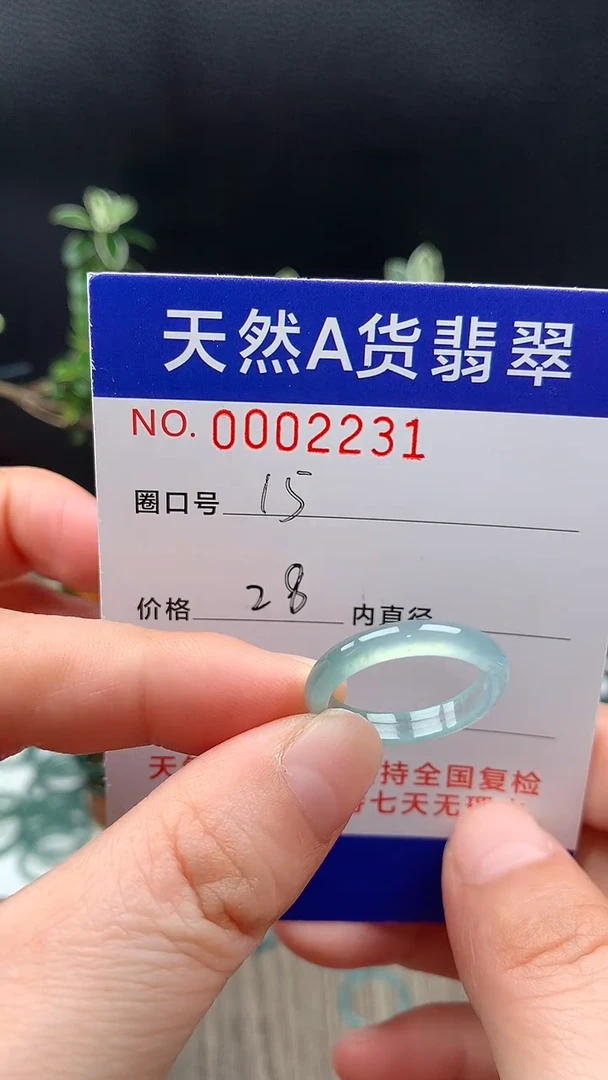 天然A货翡翠
NO. 0002231
圈口号 15
价格 28 内直径
天 持全国复检
七天无理